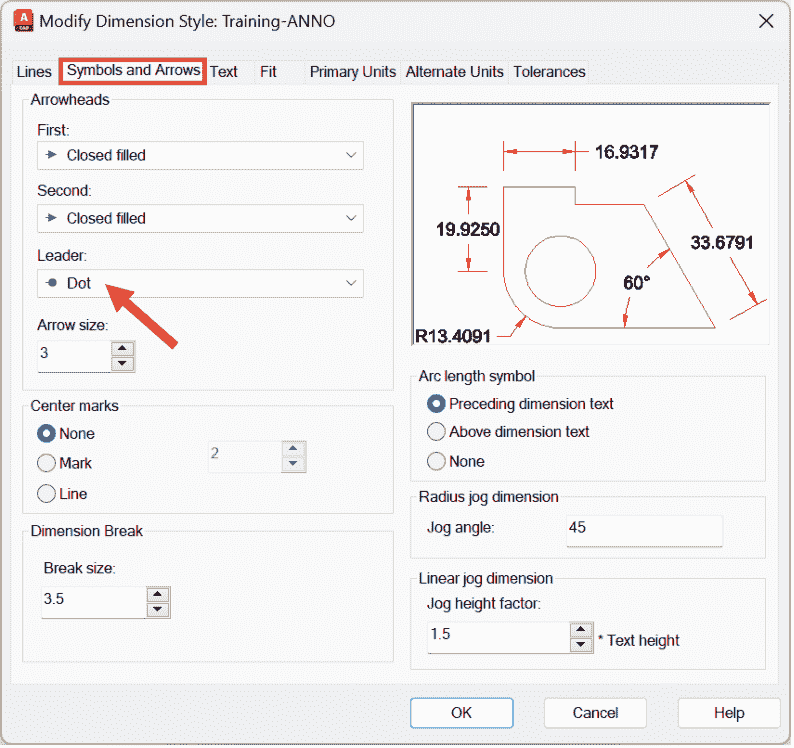 A
CAD
Modify Dimension Style: Training-ANNO
Lines Symbols and Arrows Text Fit Primary Units Alternate Units Tolerances
Arrowheads
First:
Closed filled
Second:
Closed filled
Leader:
Dot
Arrow size:
3
Center marks
None
Mark
Line
2
Dimension Break
Break size:
3.5
16.9317
19.9250
33.6791
60°
R13.4091
Arc length symbol
Preceding dimension text
Above dimension text
None
Radius jog dimension
Jog angle:
45
Linear jog dimension
Jog height factor:
1.5
* Text height
OK Cancel Help